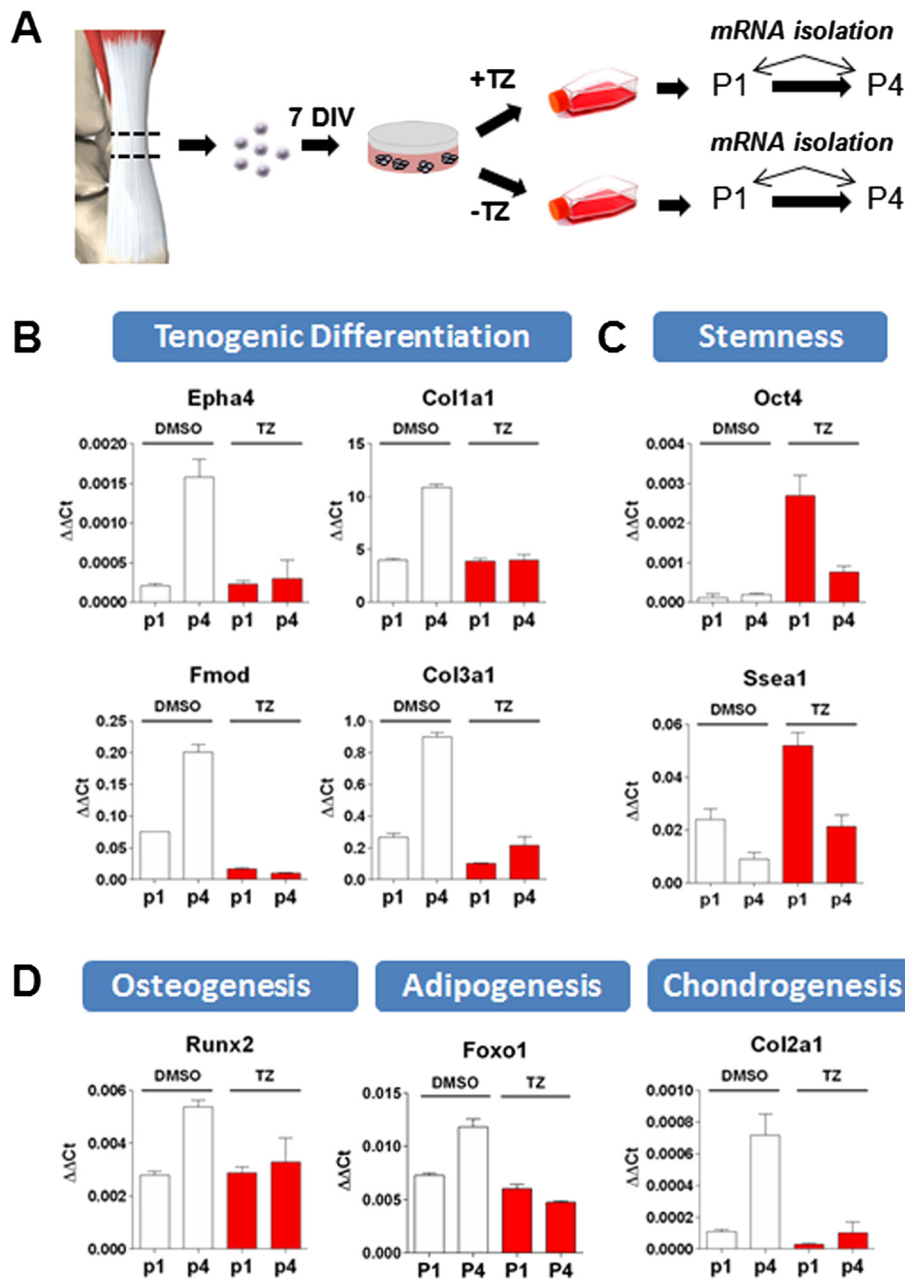 A
mRNA isolation
+TZ
P1
P4
7 DIV
mRNA isolation
-TZ
P1
P4
B
Tenogenic Differentiation
C
Stemness
Epha4
Col1a1
Oct4
DMSO TZ
DMSO TZ
DMSO TZ
0.0020
0.0015
0.0010
0.0005
0.0000
ΔΔCt
p1 p4 p1 p4
15
10
5
0
ΔΔCt
p1 p4 p1 p4
0.004
0.003
0.002
0.001
0.000
ΔΔCt
p1 p4 p1 p4
Fmod
Col3a1
Ssea1
DMSO TZ
DMSO TZ
DMSO TZ
0.25
0.20
0.15
0.10
0.05
0.00
ΔΔCt
p1 p4 p1 p4
1.0
0.8
0.6
0.4
0.2
0.0
ΔΔCt
p1 p4 p1 p4
0.06
0.04
0.02
0.00
ΔΔCt
p1 p4 p1 p4
D
Osteogenesis
Adipogenesis
Chondrogenesis
Runx2
Foxo1
Col2a1
DMSO TZ
DMSO TZ
DMSO TZ
0.006
0.004
0.002
0.000
ΔΔCt
p1 p4 p1 p4
0.015
0.010
0.005
0.000
ΔΔCt
P1 P4 P1 P4
0.0010
0.0008
0.0006
0.0004
0.0002
0.0000
ΔΔCt
p1 p4 p1 p4